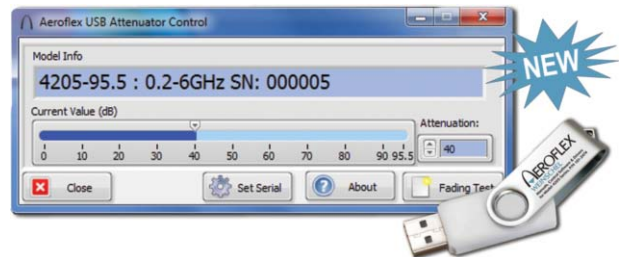 Aeroflex USB Attenuator Control
NEW
Model Info
4205-95.5 : 0.2-6GHz SN: 000005
Current Value (dB)
Attenuation:
0 10 20 30 40 50 60 70 80 90 95.5
40
Close Set Serial ? About Fading Test
AEROFLEX
WEINSCHEL